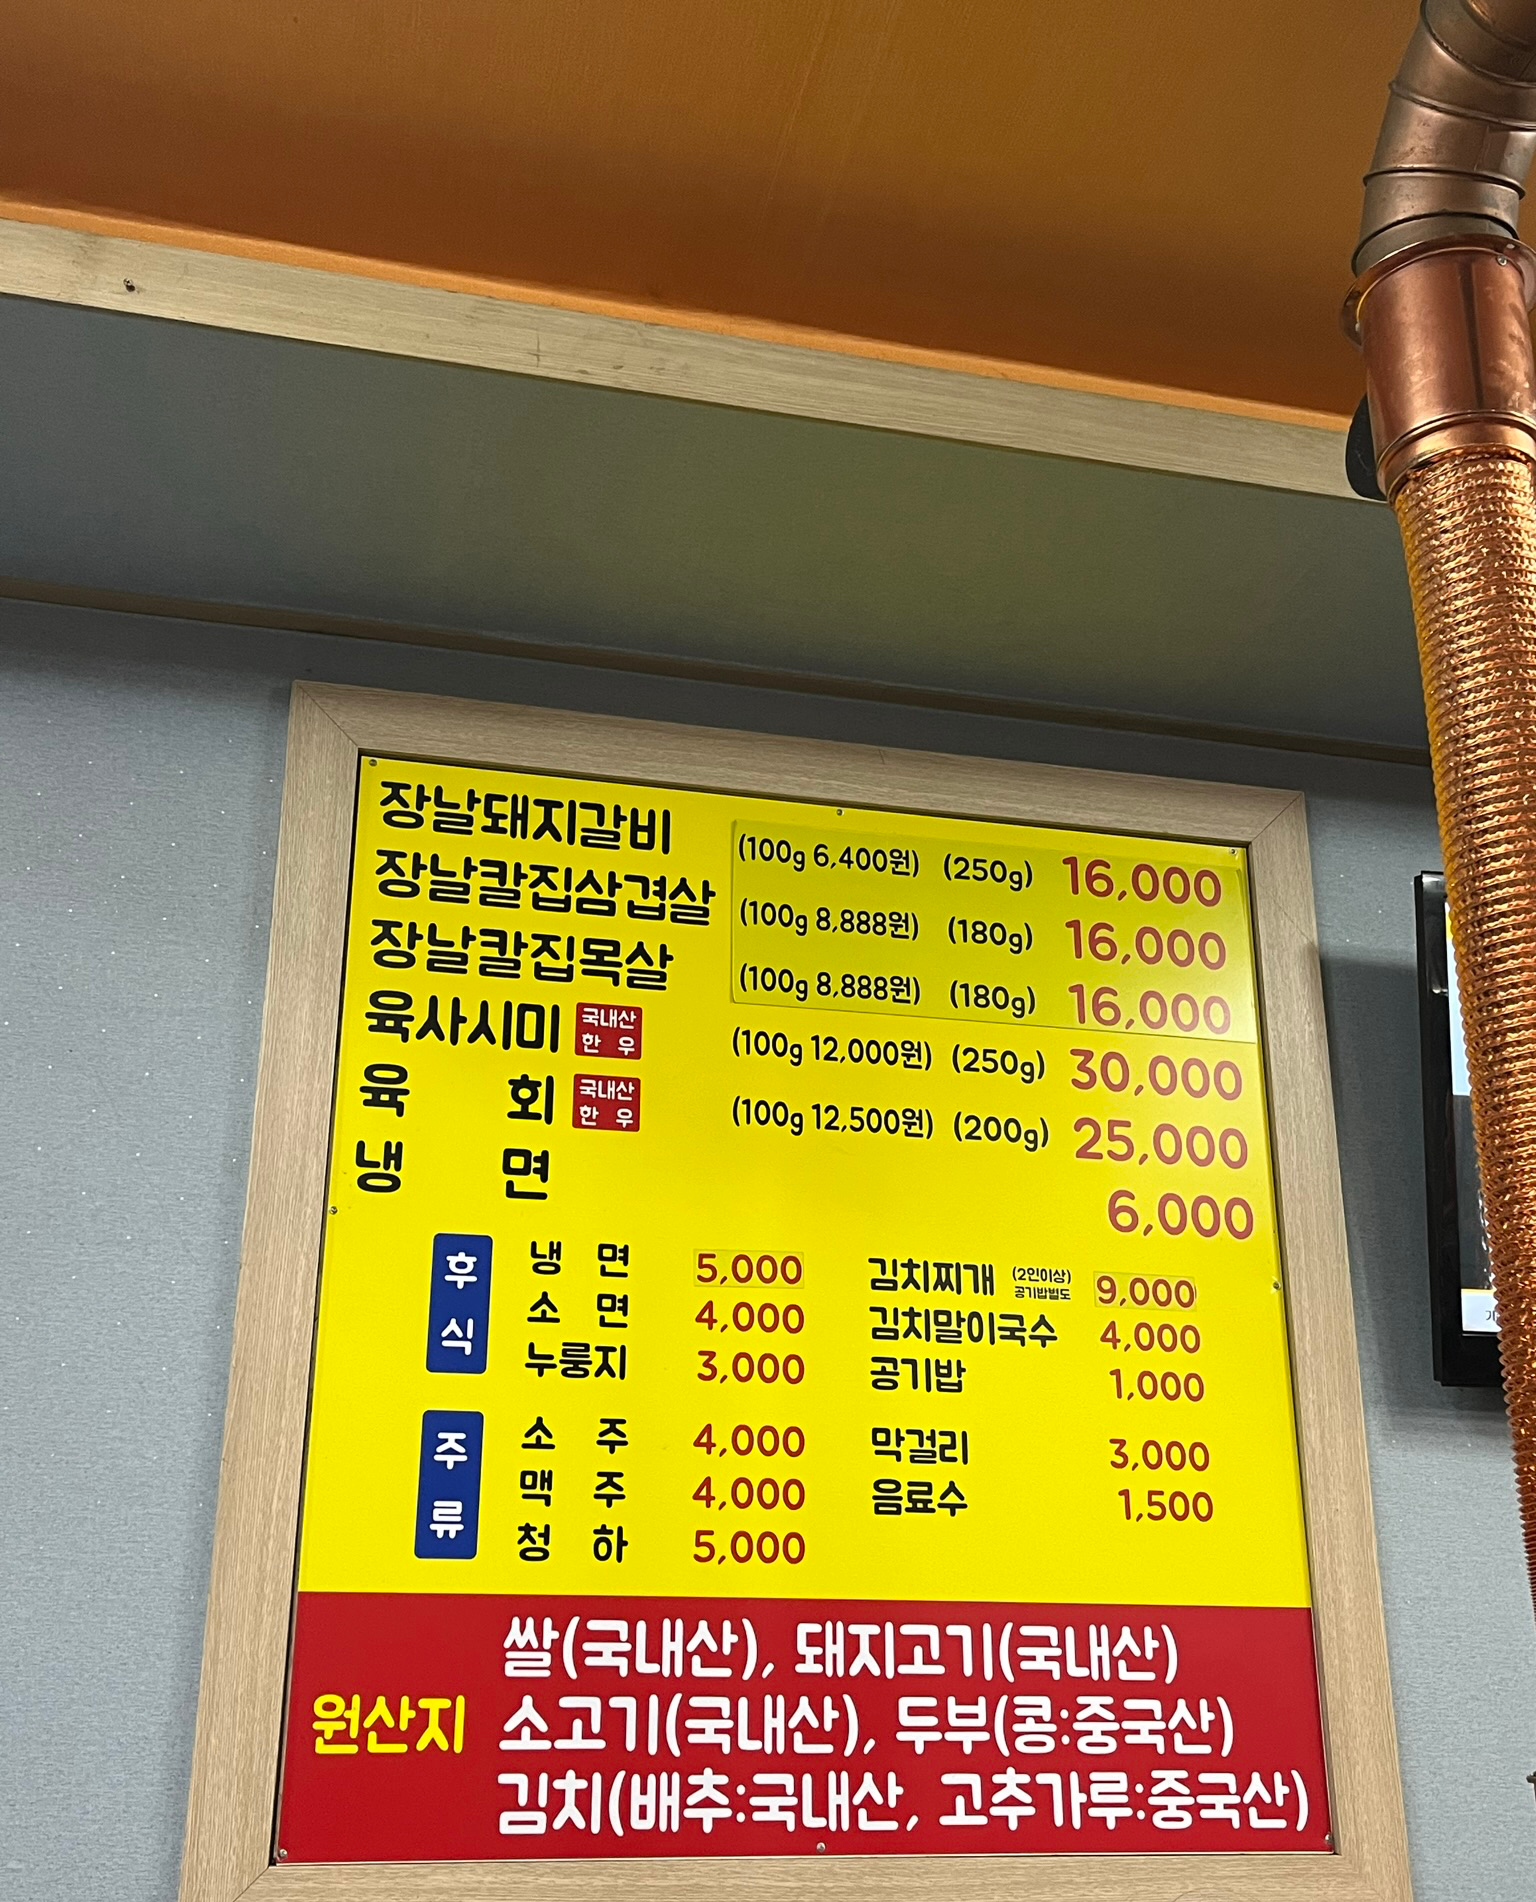 장날돼지갈비 (100g 6,400원) (250g) 16,000
장날칼집삼겹살 (100g 8,888원) (180g) 16,000
장날칼집목살 (100g 8,888원) (180g) 16,000
육사시미 국내산 한우 (100g 12,000원) (250g) 30,000
육 회 국내산 한우 (100g 12,500원) (200g) 25,000
냉 면 6,000
후식
냉 면 5,000 김치찌개 (2인이상) 공기밥별도 9,000
소 면 4,000 김치말이국수 4,000
누룽지 3,000 공기밥 1,000
주류
소 주 4,000 막걸리 3,000
맥 주 4,000 음료수 1,500
청 하 5,000
원산지
쌀(국내산), 돼지고기(국내산)
소고기(국내산), 두부(콩:중국산)
김치(배추:국내산, 고추가루:중국산)